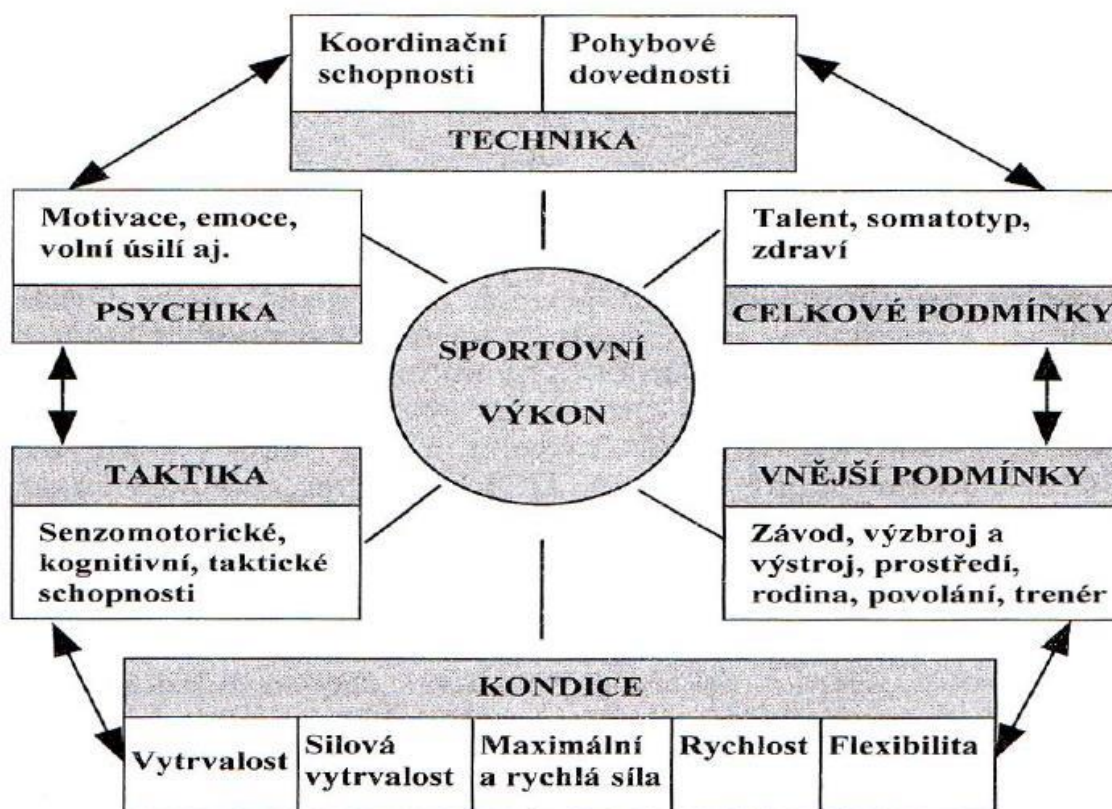 Koordinační
schopnosti
Pohybové
dovednosti
TECHNIKA
Motivace, emoce,
volní úsilí aj.
PSYCHIKA
Talent, somatotyp,
zdraví
CELKOVÉ PODMÍNKY
SPORTOVNÍ
VÝKON
TAKTIKA
Senzomotorické,
kognitivní, taktické
schopnosti
VNĚJŠÍ PODMÍNKY
Závod, výzbroj a
výstroj, prostředí,
rodina, povolání, trenér
KONDICE
Vytrvalost
Silová
vytrvalost
Maximální
a rychlá síla
Rychlost
Flexibilita